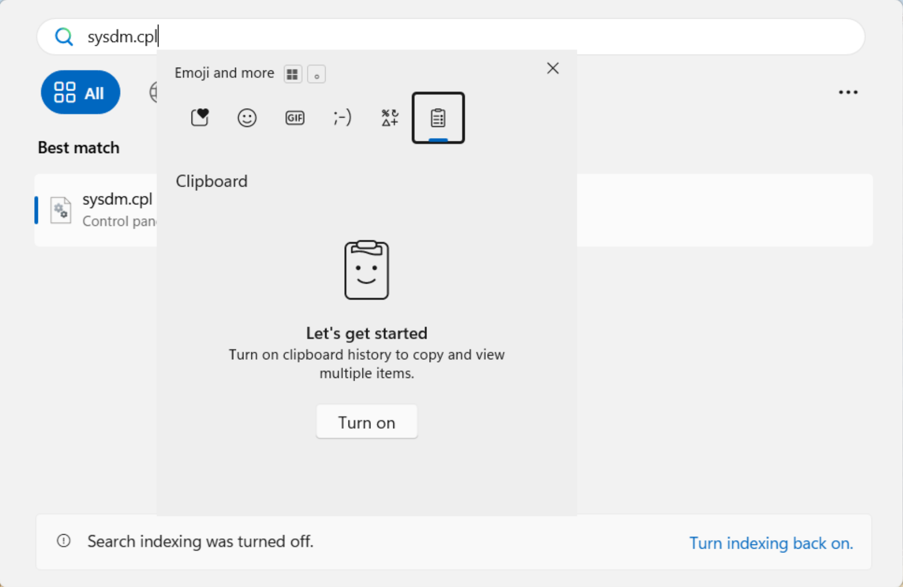 sysdm.cpl
Emoji and more
All
GIF
;-)
Best match
Clipboard
sysdm.cpl
Control pan
Let's get started
Turn on clipboard history to copy and view
multiple items.
Turn on
Search indexing was turned off.
Turn indexing back on.